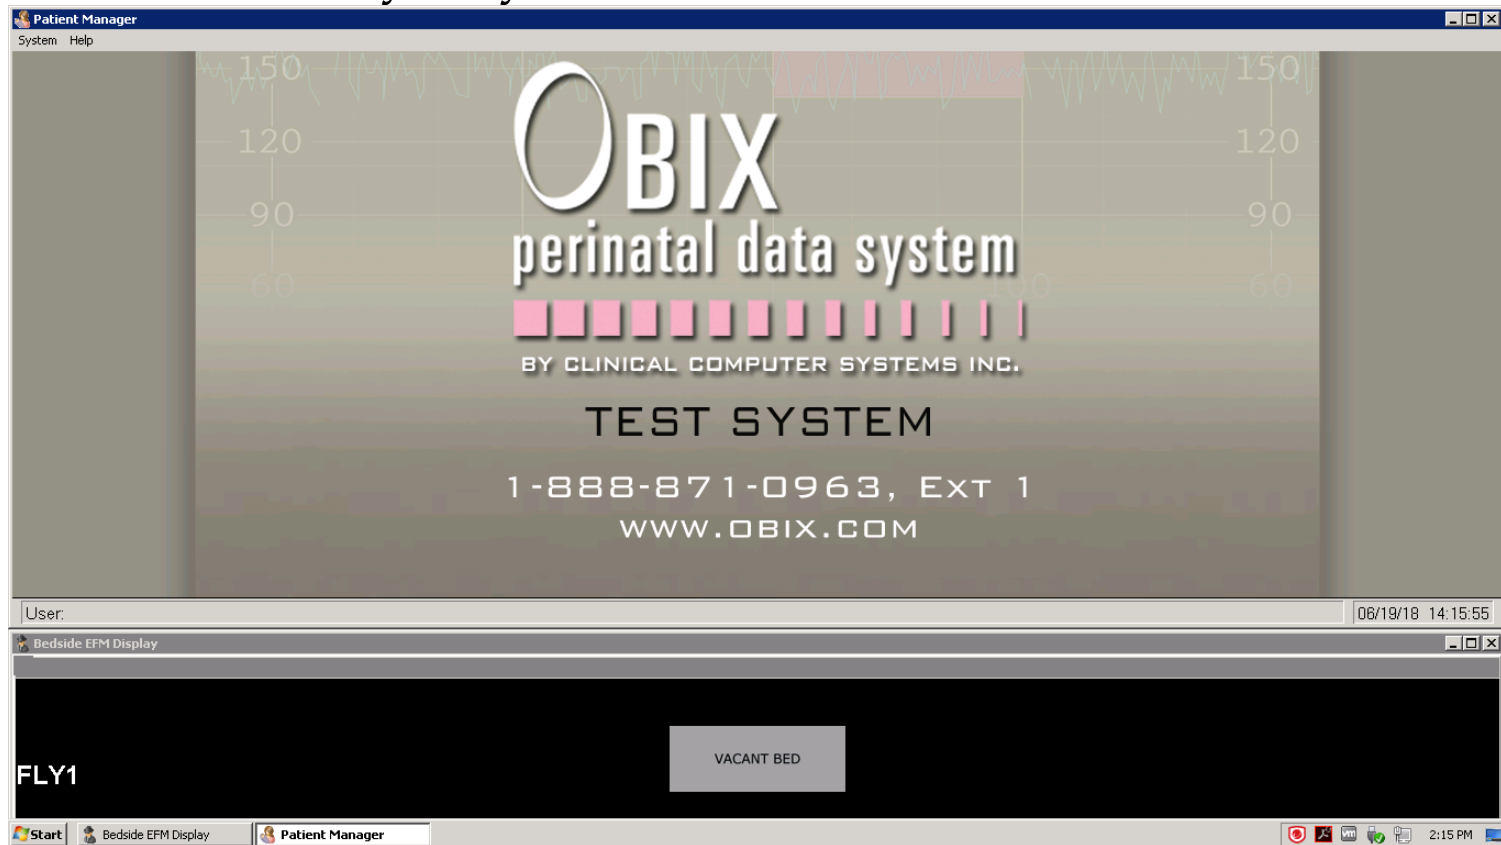 Patient Manager
System Help
150 150
OBIX
120 120
90 90
perinatal data system
60 100 60
BY CLINICAL COMPUTER SYSTEMS INC.
TEST SYSTEM
1-888-871-0963, EXT 1
WWW.OBIX.COM
User: 06/19/18 14:15:55
Bedside EFM Display
VACANT BED
FLY1
Start Bedside EFM Display Patient Manager vm 2:15 PM